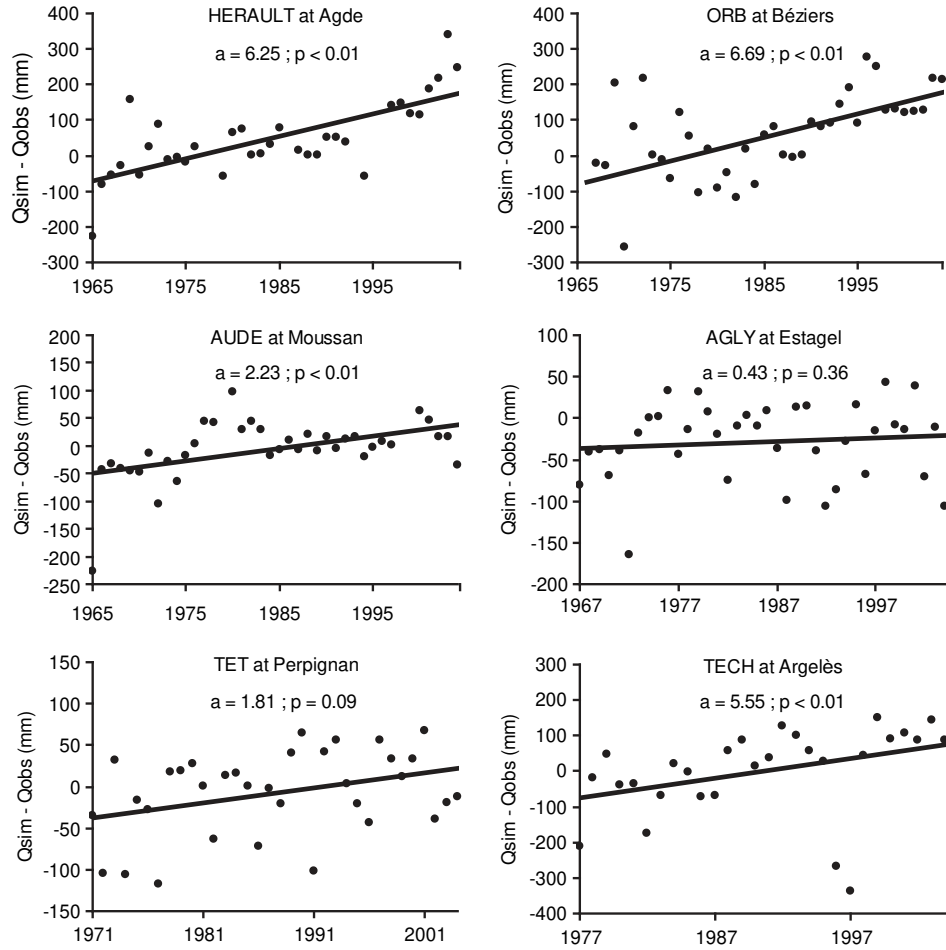 HERAULT at Agde
a = 6.25 ; p < 0.01
Qsim - Qobs (mm)
400
300
200
100
0
-100
-200
-300
1965 1975 1985 1995
ORB at Béziers
a = 6.69 ; p < 0.01
Qsim - Qobs (mm)
400
300
200
100
0
-100
-200
-300
1965 1975 1985 1995
AUDE at Moussan
a = 2.23 ; p < 0.01
Qsim - Qobs (mm)
200
150
100
50
0
-50
-100
-150
-200
-250
1965 1975 1985 1995
AGLY at Estagel
a = 0.43 ; p = 0.36
Qsim - Qobs (mm)
100
50
0
-50
-100
-150
-200
1967 1977 1987 1997
TET at Perpignan
a = 1.81 ; p = 0.09
Qsim - Qobs (mm)
150
100
50
0
-50
-100
-150
1971 1981 1991 2001
TECH at Argelès
a = 5.55 ; p < 0.01
Qsim - Qobs (mm)
300
200
100
0
-100
-200
-300
-400
1977 1987 1997